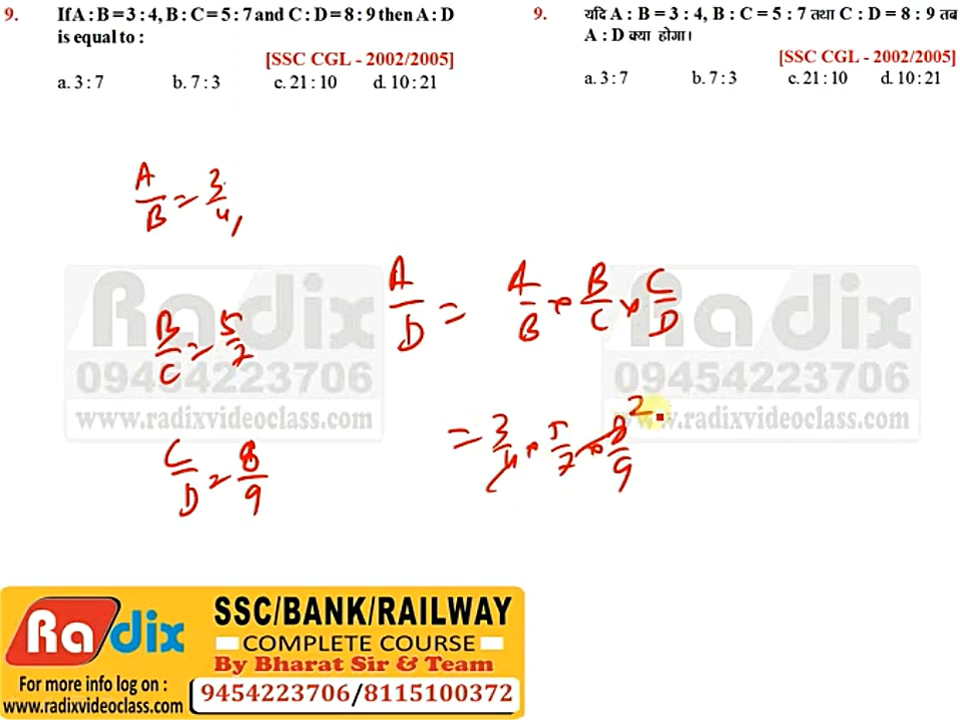 9. If A : B = 3 : 4, B : C = 5 : 7 and C : D = 8 : 9 then A : D
is equal to :
[SSC CGL - 2002/2005]
a. 3 : 7 b. 7 : 3 c. 21 : 10 d. 10 : 21
9. यदि A : B = 3 : 4, B : C = 5 : 7 तथा C : D = 8 : 9 तब
A : D क्या होगा।
[SSC CGL - 2002/2005]
a. 3 : 7 b. 7 : 3 c. 21 : 10 d. 10 : 21
A/B = 3/4,
B/C = 5/7
C/D = 8/9
A/D = A/B × B/C × C/D
= 3/4 × 5/7 × 8/9 2
Radix
09454223706
www.radixvideoclass.com
Radix
09454223706
www.radixvideoclass.com
Radix
For more info log on :
www.radixvideoclass.com
SSC/BANK/RAILWAY
COMPLETE COURSE
By Bharat Sir & Team
9454223706/8115100372